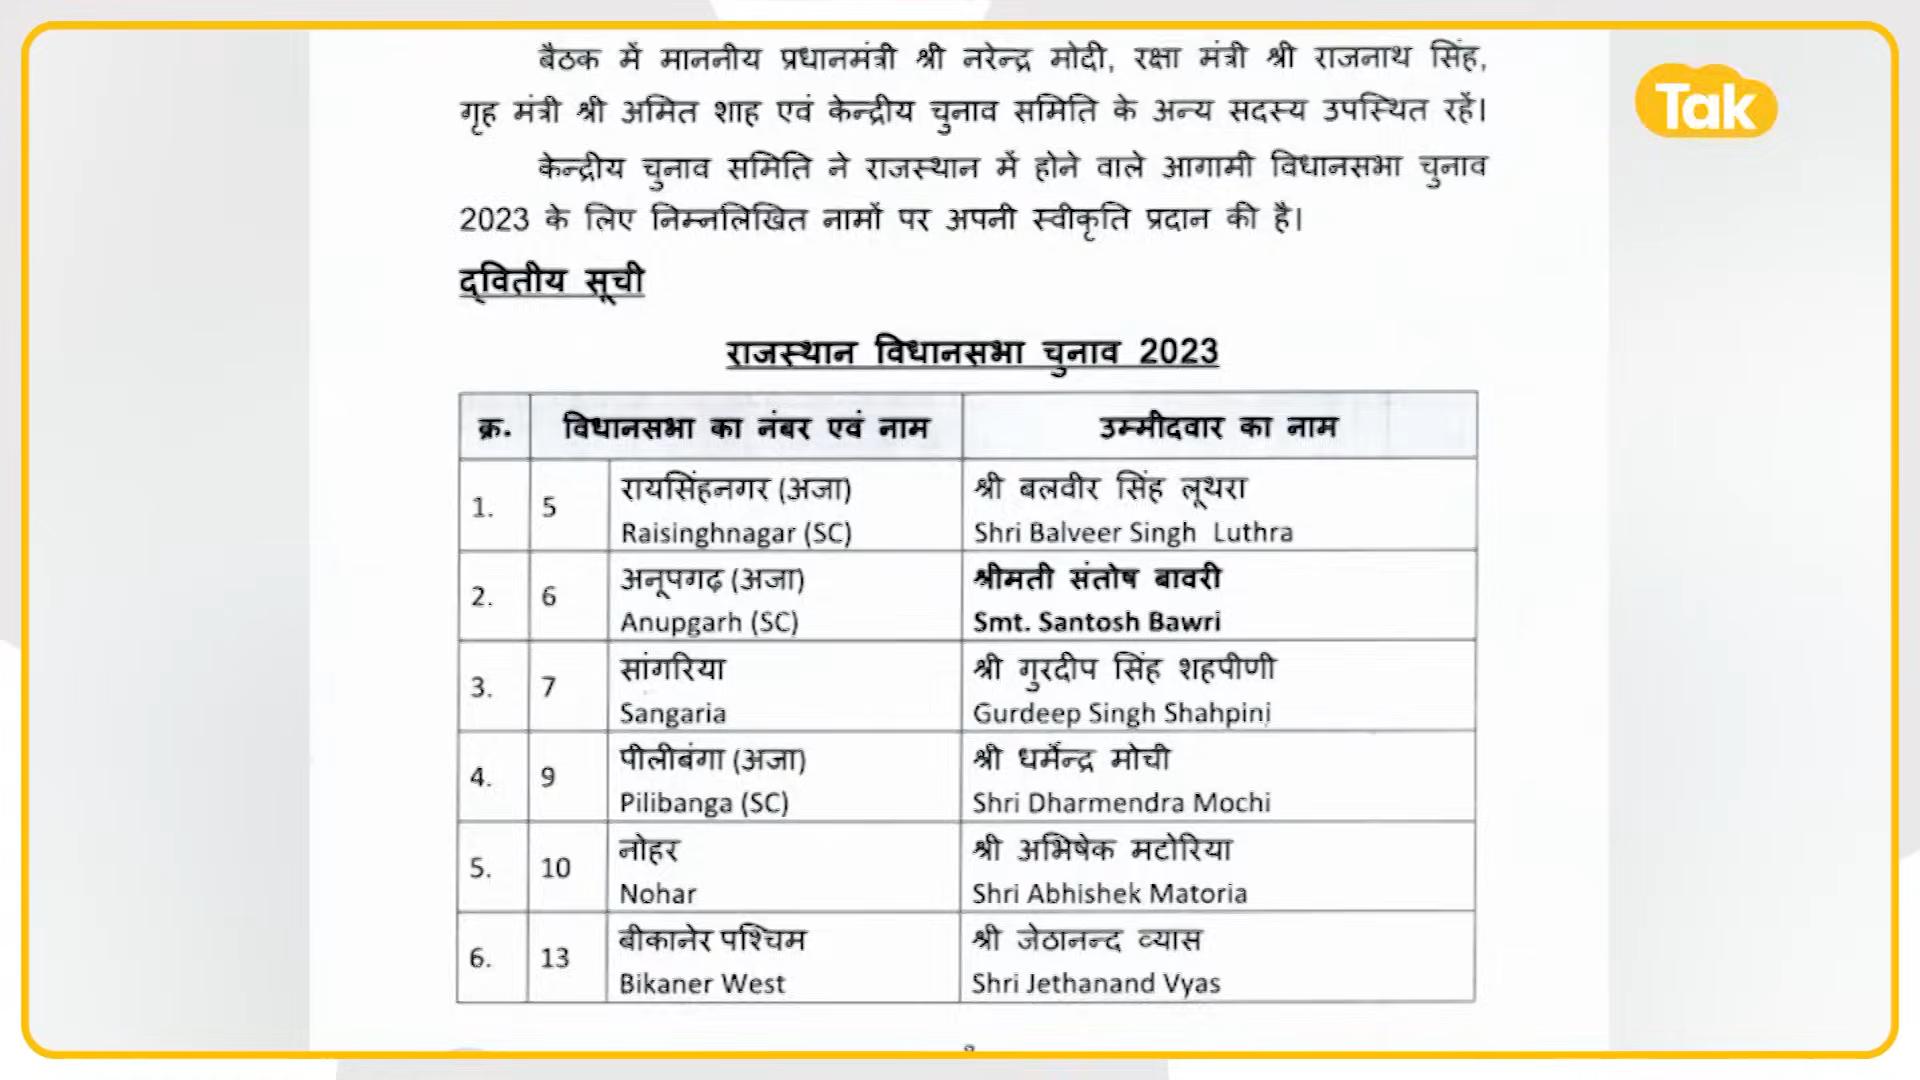 बैठक में माननीय प्रधानमंत्री श्री नरेन्द्र मोदी, रक्षा मंत्री श्री राजनाथ सिंह,
गृह मंत्री श्री अमित शाह एवं केन्द्रीय चुनाव समिति के अन्य सदस्य उपस्थित रहें।
केन्द्रीय चुनाव समिति ने राजस्थान में होने वाले आगामी विधानसभा चुनाव
2023 के लिए निम्नलिखित नामों पर अपनी स्वीकृति प्रदान की है।
Tak
द्वितीय सूची
राजस्थान विधानसभा चुनाव 2023
क्र. विधानसभा का नंबर एवं नाम उम्मीदवार का नाम
1. 5 रायसिंहनगर (अजा) श्री बलवीर सिंह लूथरा
Raisinghnagar (SC) Shri Balveer Singh Luthra
2. 6 अनूपगढ़ (अजा) श्रीमती संतोष बावरी
Anupgarh (SC) Smt. Santosh Bawri
3. 7 सांगरिया श्री गुरदीप सिंह शहपीणी
Sangaria Gurdeep Singh Shahpini
4. 9 पीलीबंगा (अजा) श्री धर्मेन्द्र मोची
Pilibanga (SC) Shri Dharmendra Mochi
5. 10 नोहर श्री अभिषेक मटोरिया
Nohar Shri Abhishek Matoria
6. 13 बीकानेर पश्चिम श्री जेठानन्द व्यास
Bikaner West Shri Jethanand Vyas